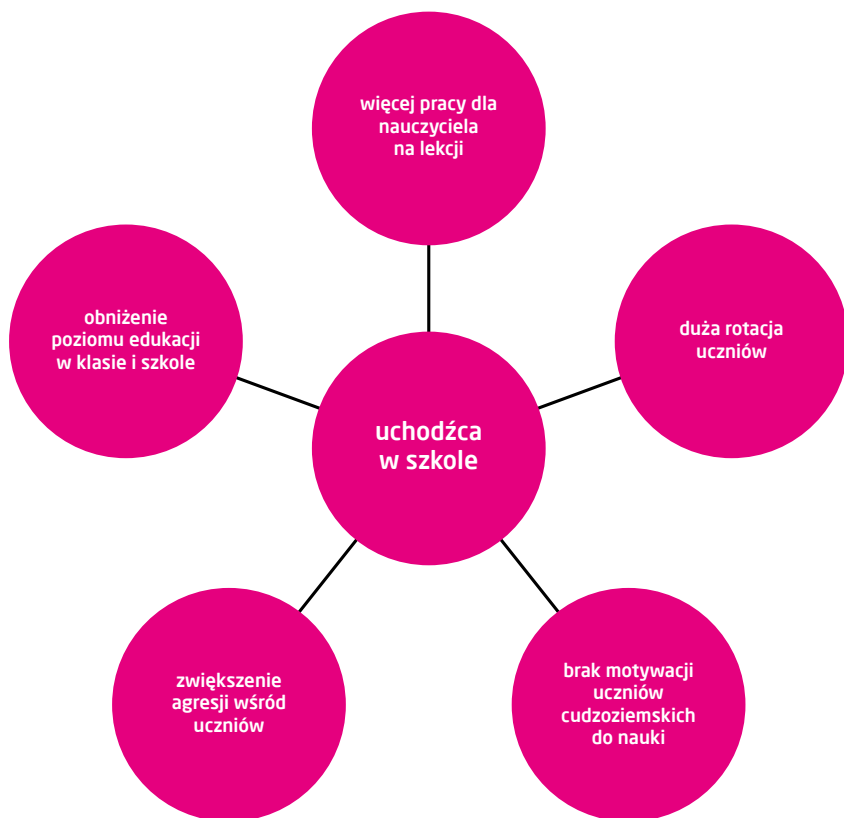 więcej pracy dla
nauczyciela
na lekcji
obniżenie
poziomu edukacji
w klasie i szkole
duża rotacja
uczniów
uchodźca
w szkole
zwiększenie
agresji wśród
uczniów
brak motywacji
uczniów
cudzoziemskich
do nauki